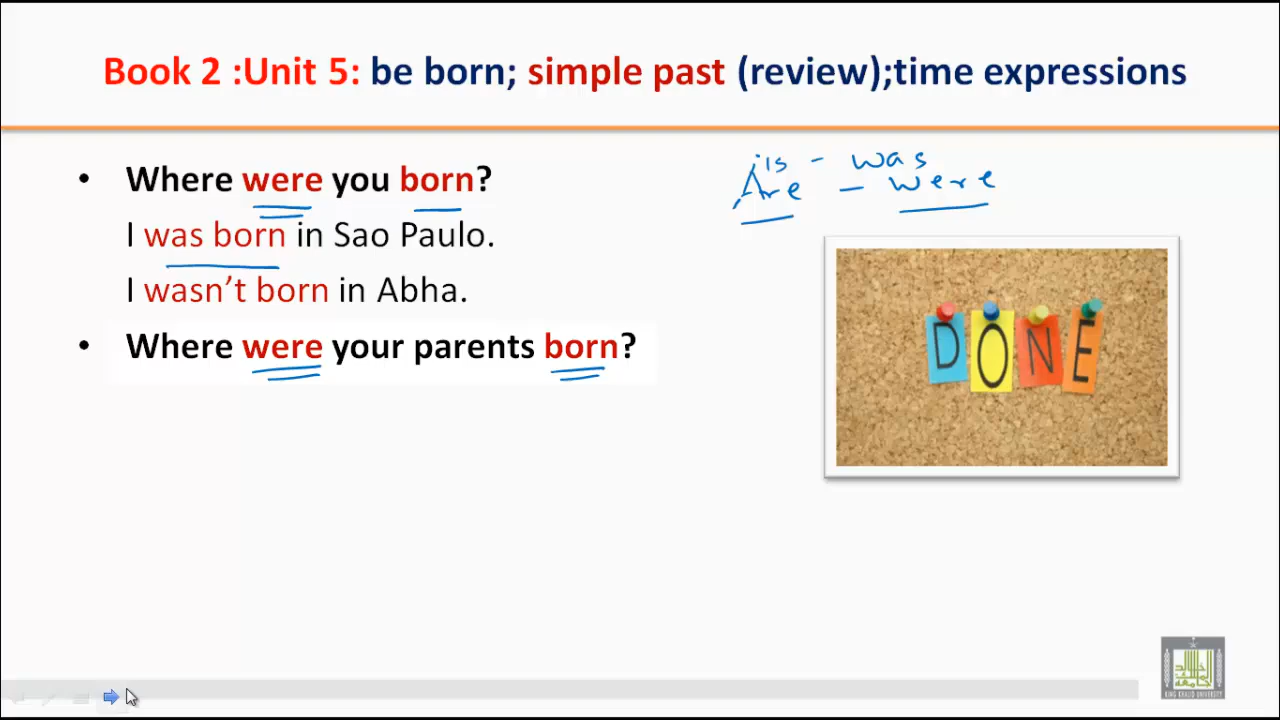 Book 2 :Unit 5: be born; simple past (review);time expressions
• Where were you born?
I was born in Sao Paulo.
I wasn't born in Abha.
• Where were your parents born?
is - was
Are - were
DONE
KING KHALID UNIVERSITY